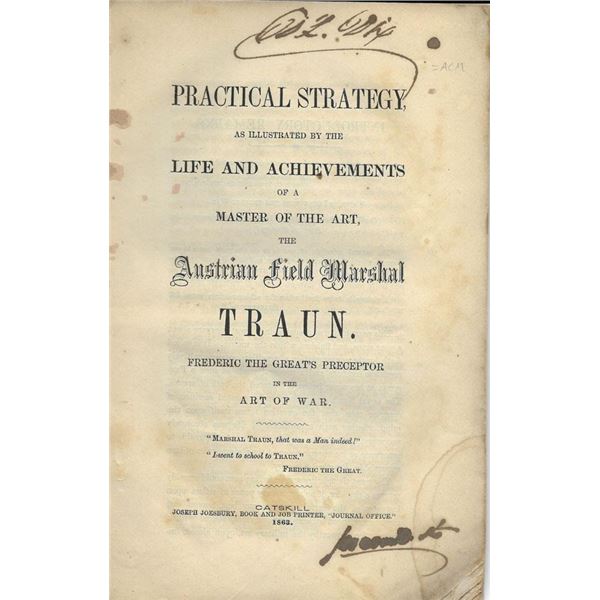 =ACM
PRACTICAL STRATEGY,
AS ILLUSTRATED BY THE
LIFE AND ACHIEVEMENTS
OF A
MASTER OF THE ART,
THE
Austrian Field Marshal
TRAUN.
FREDERIC THE GREAT'S PRECEPTOR
IN THE
ART OF WAR.
"MARSHAL TRAUN, that was a Man indeed!"
"I went to school to TRAUN."
FREDERIC THE GREAT.
CATSKILL
JOSEPH JOESBURY, BOOK AND JOB PRINTER, "JOURNAL OFFICE."
1863.